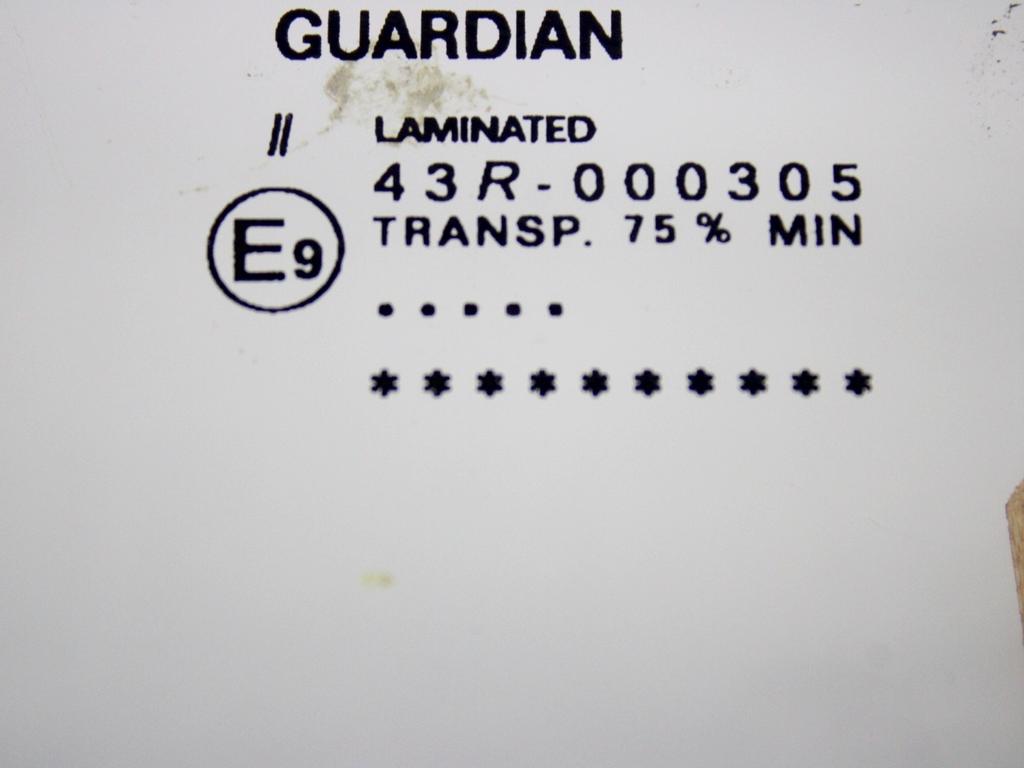 GUARDIAN
// LAMINATED
43R-000305
E9 TRANSP. 75% MIN
. . . . .
* * * * * * * * * *